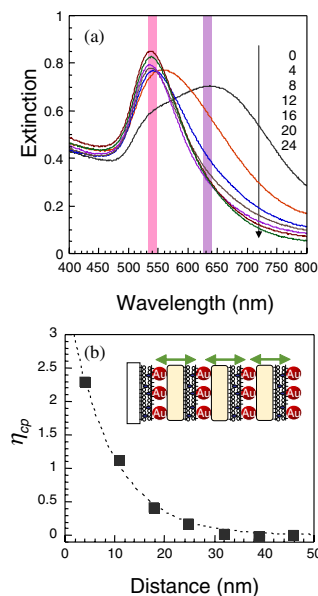 (a)
1
0.8
0.6
0.4
0.2
0
Extinction
0
4
8
12
16
20
24
400 450 500 550 600 650 700 750 800
Wavelength (nm)
(b)
3
2.5
2
1.5
1
0.5
0
η_cp
Au Au Au Au
Au Au Au Au
Au Au Au Au
0 10 20 30 40 50
Distance (nm)